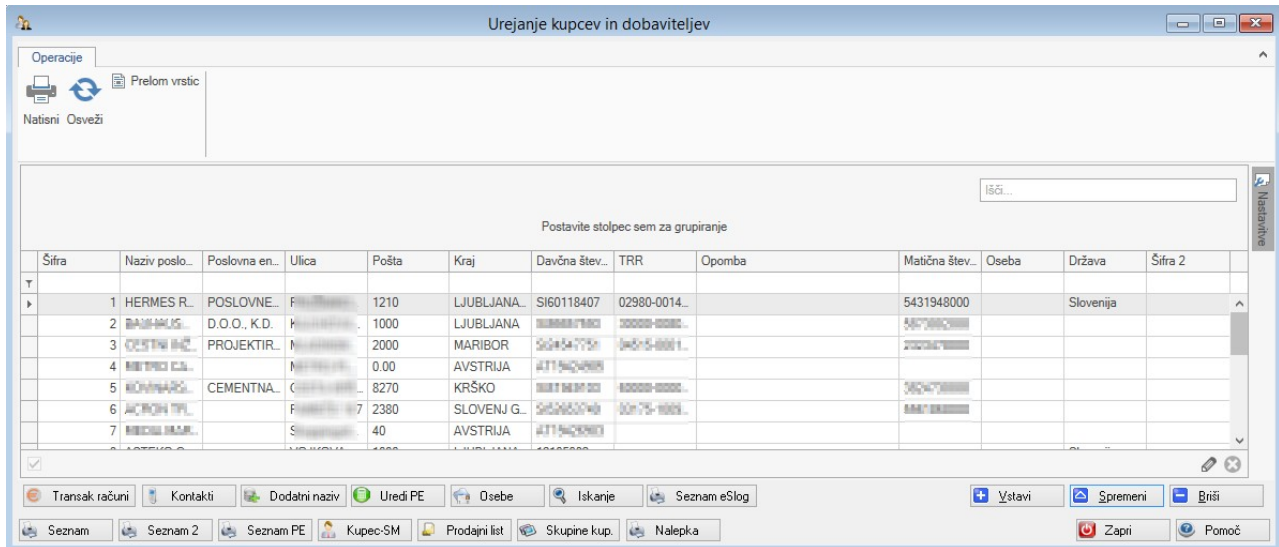 Urejanje kupcev in dobaviteljev
Operacije
Prelom vrstic
Natisni Osveži
Išči...
Nastavitve
Postavite stolpec sem za grupiranje
Šifra Naziv poslo... Poslovna en... Ulica Pošta Kraj Davčna štev... TRR Opomba Matična štev... Oseba Država Šifra 2
1 HERMES R... POSLOVNE... 1210 LJUBLJANA... SI60118407 02980-0014... 5431948000 Slovenija
2 D.O.O., K.D. 1000 LJUBLJANA
3 PROJEKTIR... 2000 MARIBOR
4 0.00 AVSTRIJA
5 CEMENTNA... 8270 KRŠKO
6 2380 SLOVENJ G...
7 40 AVSTRIJA
Transak računi Kontakti Dodatni naziv Uredi PE Osebe Iskanje Seznam eSlog Vstavi Spremeni Briši
Seznam Seznam 2 Seznam PE Kupec-SM Prodajni list Skupine kup. Nalepka Zapri Pomoč